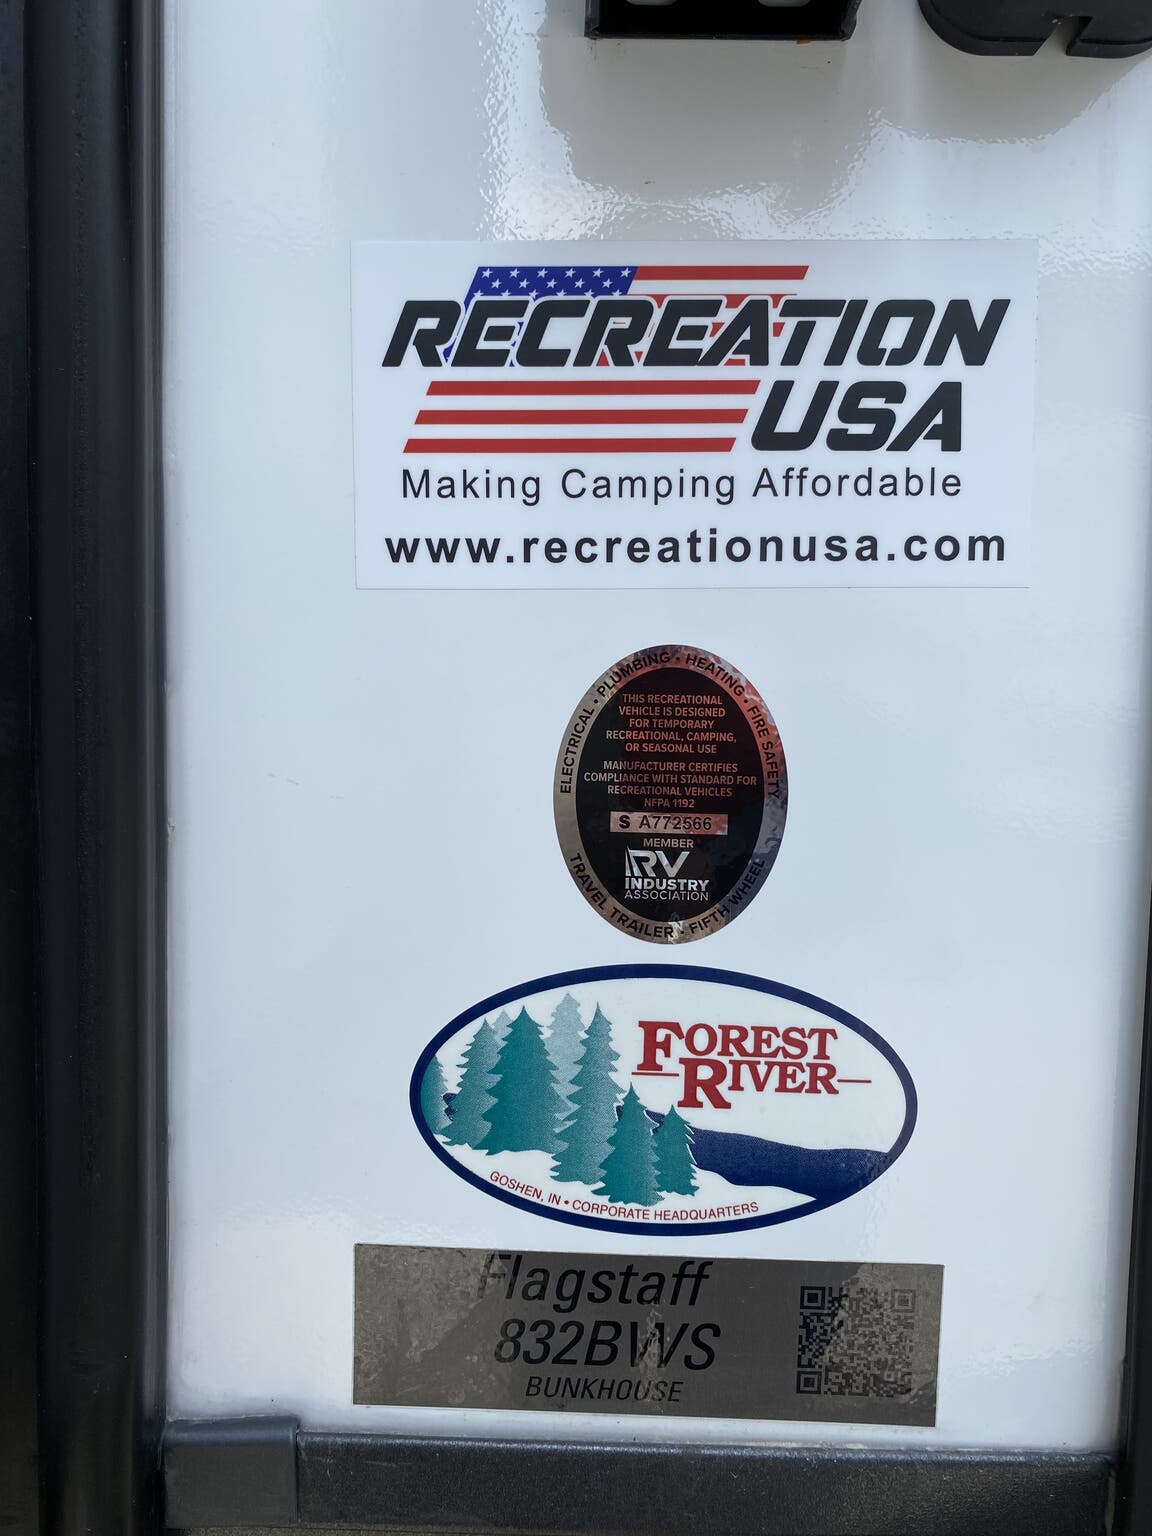 RECREATION
USA
Making Camping Affordable
www.recreationusa.com
ELECTRICAL • PLUMBING • HEATING • FIRE SAFETY
THIS RECREATIONAL
VEHICLE IS DESIGNED
FOR TEMPORARY
RECREATIONAL, CAMPING,
OR SEASONAL USE
MANUFACTURER CERTIFIES
COMPLIANCE WITH STANDARD FOR
RECREATIONAL VEHICLES
NFPA 1192
S A772566
MEMBER
RV
INDUSTRY
ASSOCIATION
TRAVEL TRAILER • FIFTH WHEEL
FOREST
RIVER
GOSHEN, IN • CORPORATE HEADQUARTERS
Flagstaff
832BWS
BUNKHOUSE